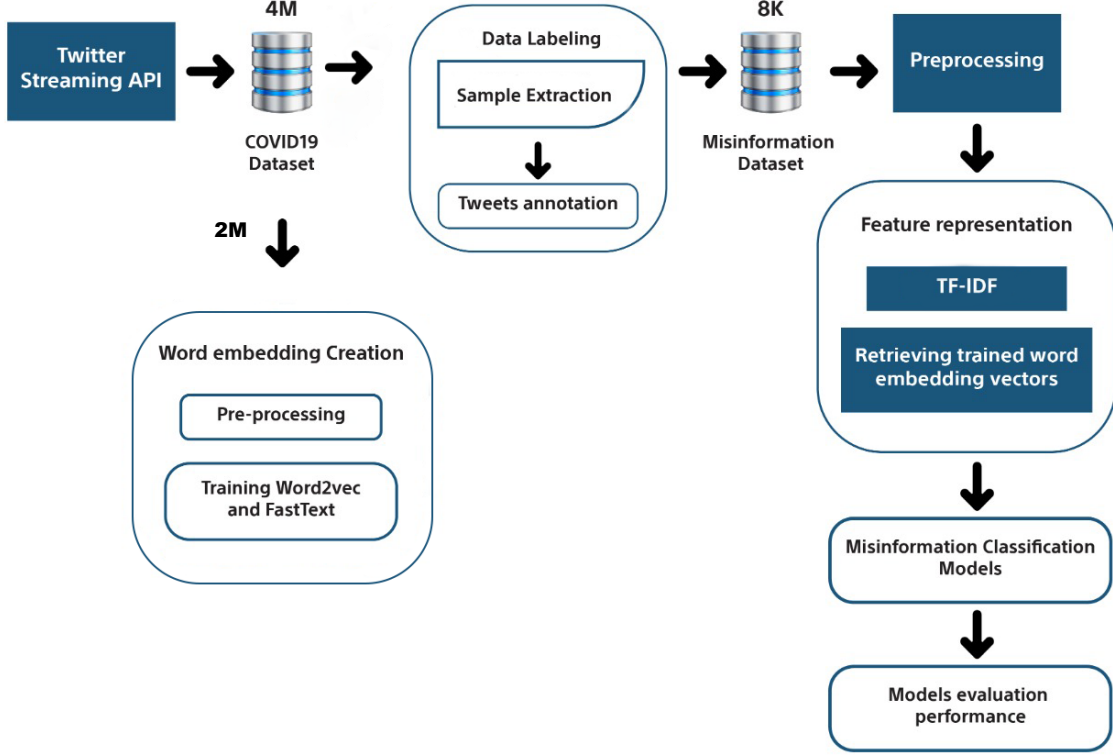 Twitter
Streaming API
4M
COVID19
Dataset
Data Labeling
Sample Extraction
Tweets annotation
8K
Misinformation
Dataset
Preprocessing
2M
Word embedding Creation
Pre-processing
Training Word2vec
and FastText
Feature representation
TF-IDF
Retrieving trained word
embedding vectors
Misinformation Classification
Models
Models evaluation
performance